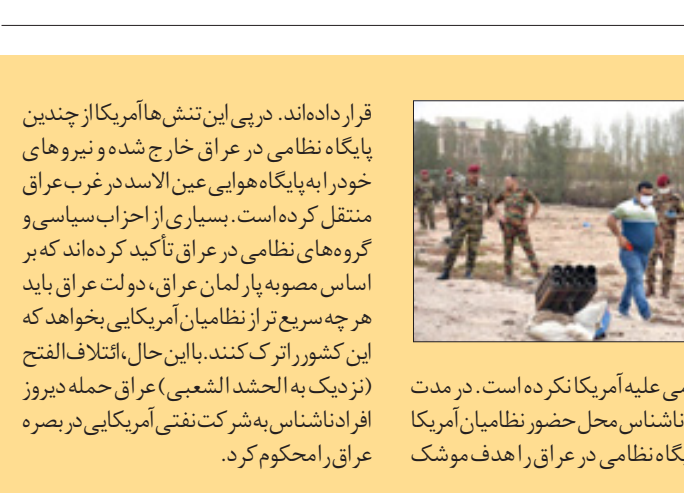 می علیه آمریکا نکرده است. در مدت
ناشناس محل حضور نظامیان آمریکا
گاه نظامی در عراق را هدف موشک
قرار داده‌اند. در پی این تنش‌ها آمریکا از چندین
پایگاه نظامی در عراق خارج شده و نیروهای
خود را به پایگاه هوایی عین الاسد در غرب عراق
منتقل کرده است. بسیاری از احزاب سیاسی و
گروه‌های نظامی در عراق تأکید کرده‌اند که بر
اساس مصوبه پارلمان عراق، دولت عراق باید
هر چه سریع تر از نظامیان آمریکایی بخواهد که
این کشور را ترک کنند. با این حال، ائتلاف الفتح
(نزدیک به الحشد الشعبی) عراق حمله دیروز
افراد ناشناس به شرکت نفتی آمریکایی در بصره
عراق را محکوم کرد.